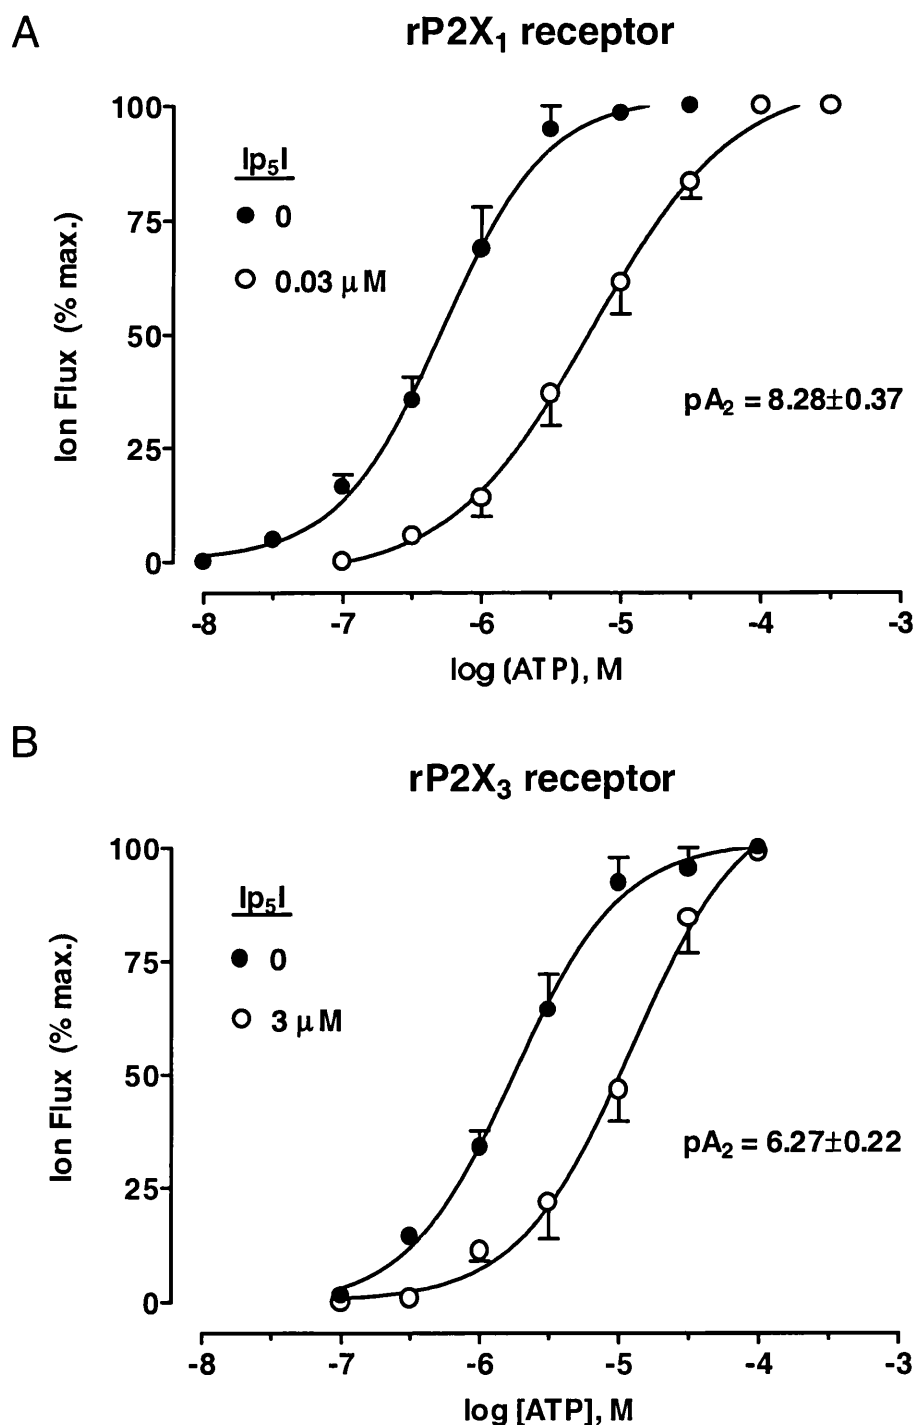 A
rP2X₁ receptor
100
75
50
25
0
Ion Flux (% max.)
Ip₅I
0
0.03 μM
pA₂ = 8.28±0.37
-8 -7 -6 -5 -4 -3
log (ATP), M
B
rP2X₃ receptor
100
75
50
25
0
Ion Flux (% max.)
Ip₅I
0
3 μM
pA₂ = 6.27±0.22
-8 -7 -6 -5 -4 -3
log [ATP], M